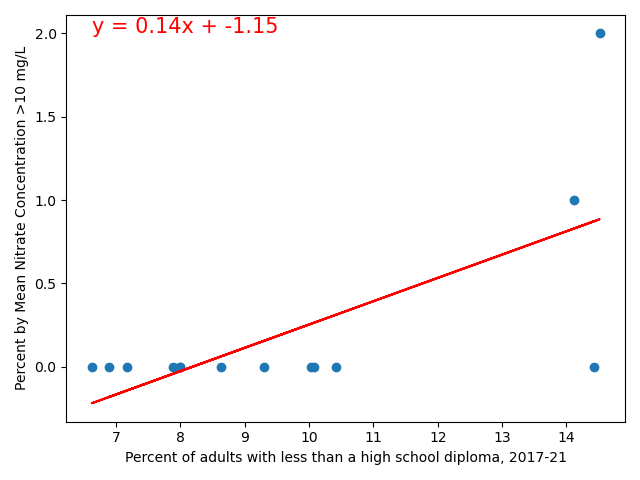 y = 0.14x + -1.15
Percent by Mean Nitrate Concentration >10 mg/L
2.0
1.5
1.0
0.5
0.0
7 8 9 10 11 12 13 14
Percent of adults with less than a high school diploma, 2017-21